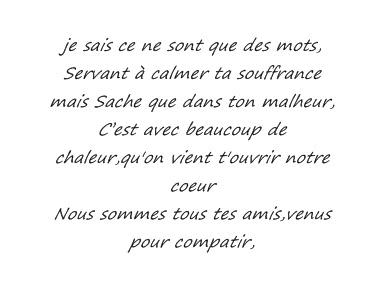 je sais ce ne sont que des mots,
Servant à calmer ta souffrance
mais Sache que dans ton malheur,
C'est avec beaucoup de
chaleur,qu'on vient t'ouvrir notre
coeur
Nous sommes tous tes amis,venus
pour compatir,